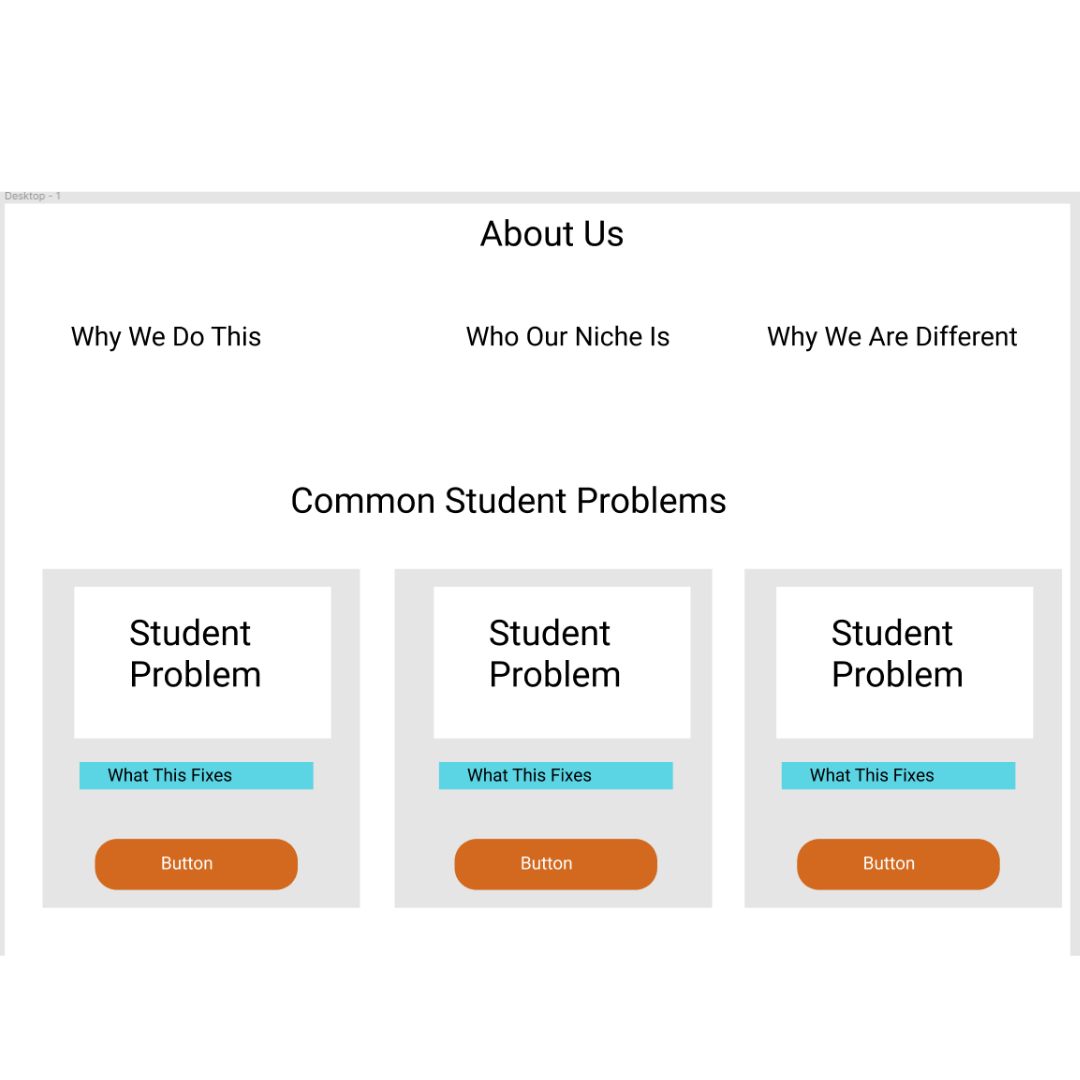 Desktop - 1
About Us
Why We Do This
Who Our Niche Is
Why We Are Different
Common Student Problems
Student
Problem
Student
Problem
Student
Problem
What This Fixes
What This Fixes
What This Fixes
Button
Button
Button